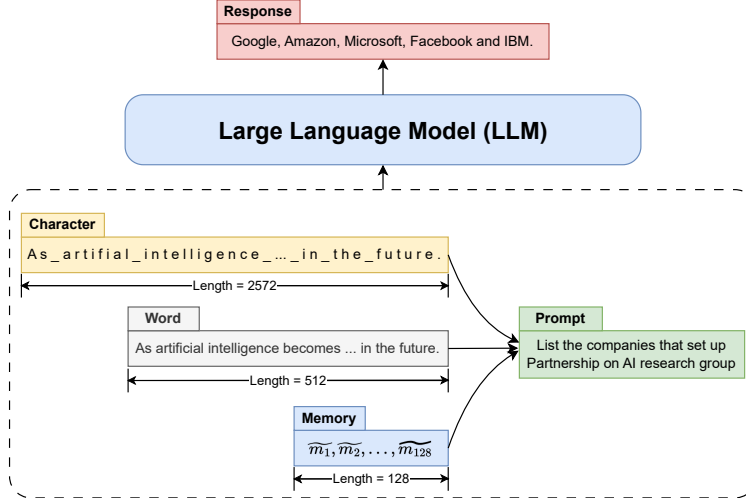 Response
Google, Amazon, Microsoft, Facebook and IBM.
Large Language Model (LLM)
Character
As_artifial_intelligence_..._in_the_future.
Length = 2572
Word
As artificial intelligence becomes ... in the future.
Length = 512
Prompt
List the companies that set up
Partnership on AI research group
Memory
m̃₁, m̃₂, . . . , m̃₁₂₈
Length = 128